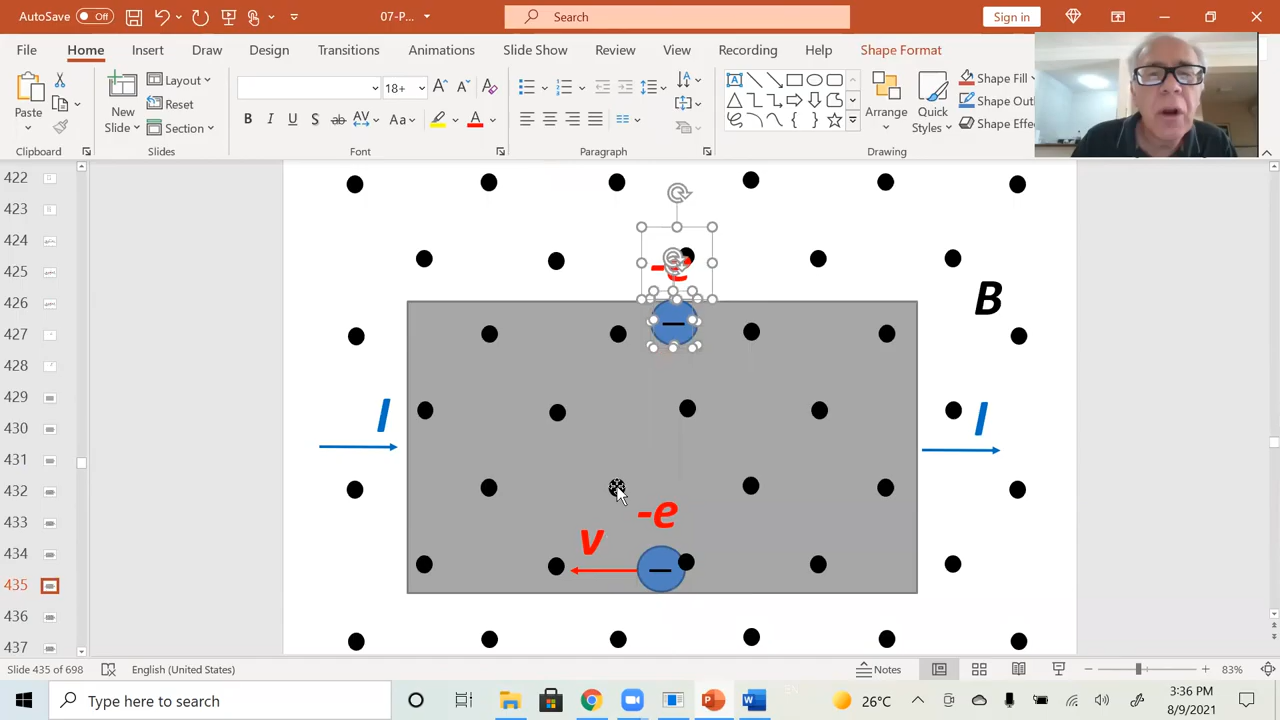 AutoSave Off 07-P... Search Sign in
File Home Insert Draw Design Transitions Animations Slide Show Review View Recording Help Shape Format
Paste New Slide Layout Reset Section 18+ Arrange Quick Styles Shape Fill Shape Out Shape Effe
B I U S ab AV Aa A
Clipboard Slides Font Paragraph Drawing
422
423
424
425
426
427
428
429
430
431
432
433
434
435
436
437
-e
B
I
I
-e
v
Slide 435 of 698 English (United States) Notes 83%
Type here to search 26°C 3:36 PM
8/9/2021